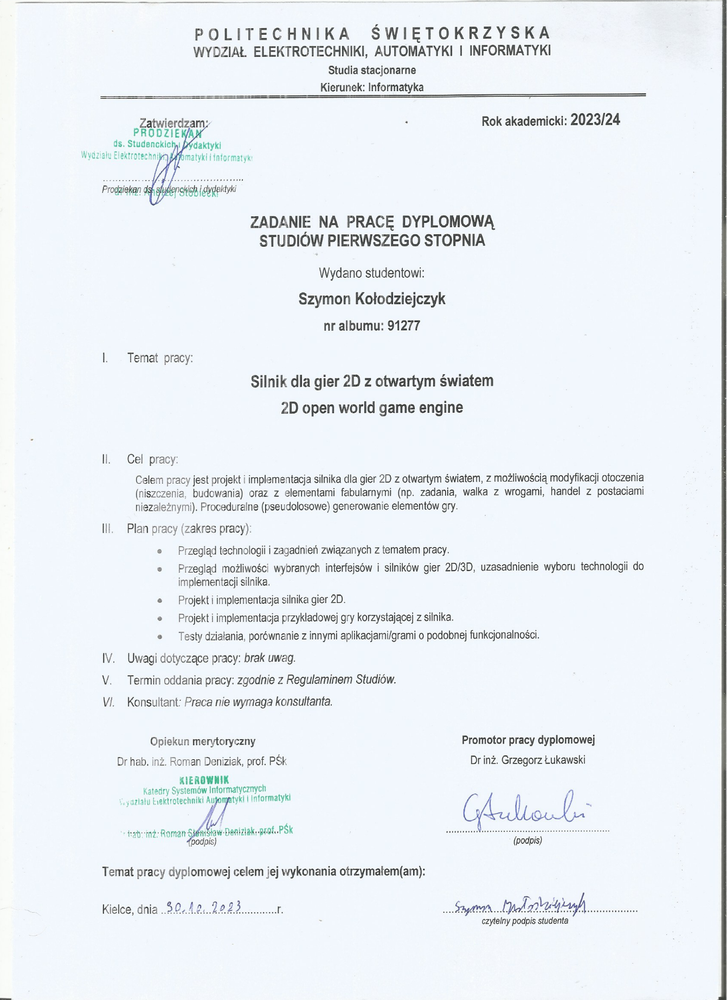 POLITECHNIKA ŚWIĘTOKRZYSKA
WYDZIAŁ ELEKTROTECHNIKI, AUTOMATYKI I INFORMATYKI
Studia stacjonarne
Kierunek: Informatyka
Zatwierdzam:
Rok akademicki: 2023/24
PRODZIEKAN
ds. Studenckich i Dydaktyki
Wydziału Elektrotechniki, Automatyki i Informatyki
Prodziekan ds. studenckich i dydaktyki
dr inż. Andrzej Stobiecki
ZADANIE NA PRACĘ DYPLOMOWĄ
STUDIÓW PIERWSZEGO STOPNIA
Wydano studentowi:
Szymon Kołodziejczyk
nr albumu: 91277
I. Temat pracy:
Silnik dla gier 2D z otwartym światem
2D open world game engine
II. Cel pracy:
Celem pracy jest projekt i implementacja silnika dla gier 2D z otwartym światem, z możliwością modyfikacji otoczenia
(niszczenia, budowania) oraz z elementami fabularnymi (np. zadania, walka z wrogami, handel z postaciami
niezależnymi). Proceduralne (pseudolosowe) generowanie elementów gry.
III. Plan pracy (zakres pracy):
• Przegląd technologii i zagadnień związanych z tematem pracy.
• Przegląd możliwości wybranych interfejsów i silników gier 2D/3D, uzasadnienie wyboru technologii do
implementacji silnika.
• Projekt i implementacja silnika gier 2D.
• Projekt i implementacja przykładowej gry korzystającej z silnika.
• Testy działania, porównanie z innymi aplikacjami/grami o podobnej funkcjonalności.
IV. Uwagi dotyczące pracy: brak uwag.
V. Termin oddania pracy: zgodnie z Regulaminem Studiów.
VI. Konsultant: Praca nie wymaga konsultanta.
Opiekun merytoryczny
Dr hab. inż. Roman Deniziak, prof. PŚk
KIEROWNIK
Katedry Systemów Informatycznych
Wydziału Elektrotechniki Automatyki i Informatyki
hab. inż. Roman Stanisław Deniziak, prof. PŚk
(podpis)
Promotor pracy dyplomowej
Dr inż. Grzegorz Łukawski
GŁukawski
(podpis)
Temat pracy dyplomowej celem jej wykonania otrzymałem(am):
Kielce, dnia 30.10.2023 r.
Szymon Kołodziejczyk
czytelny podpis studenta